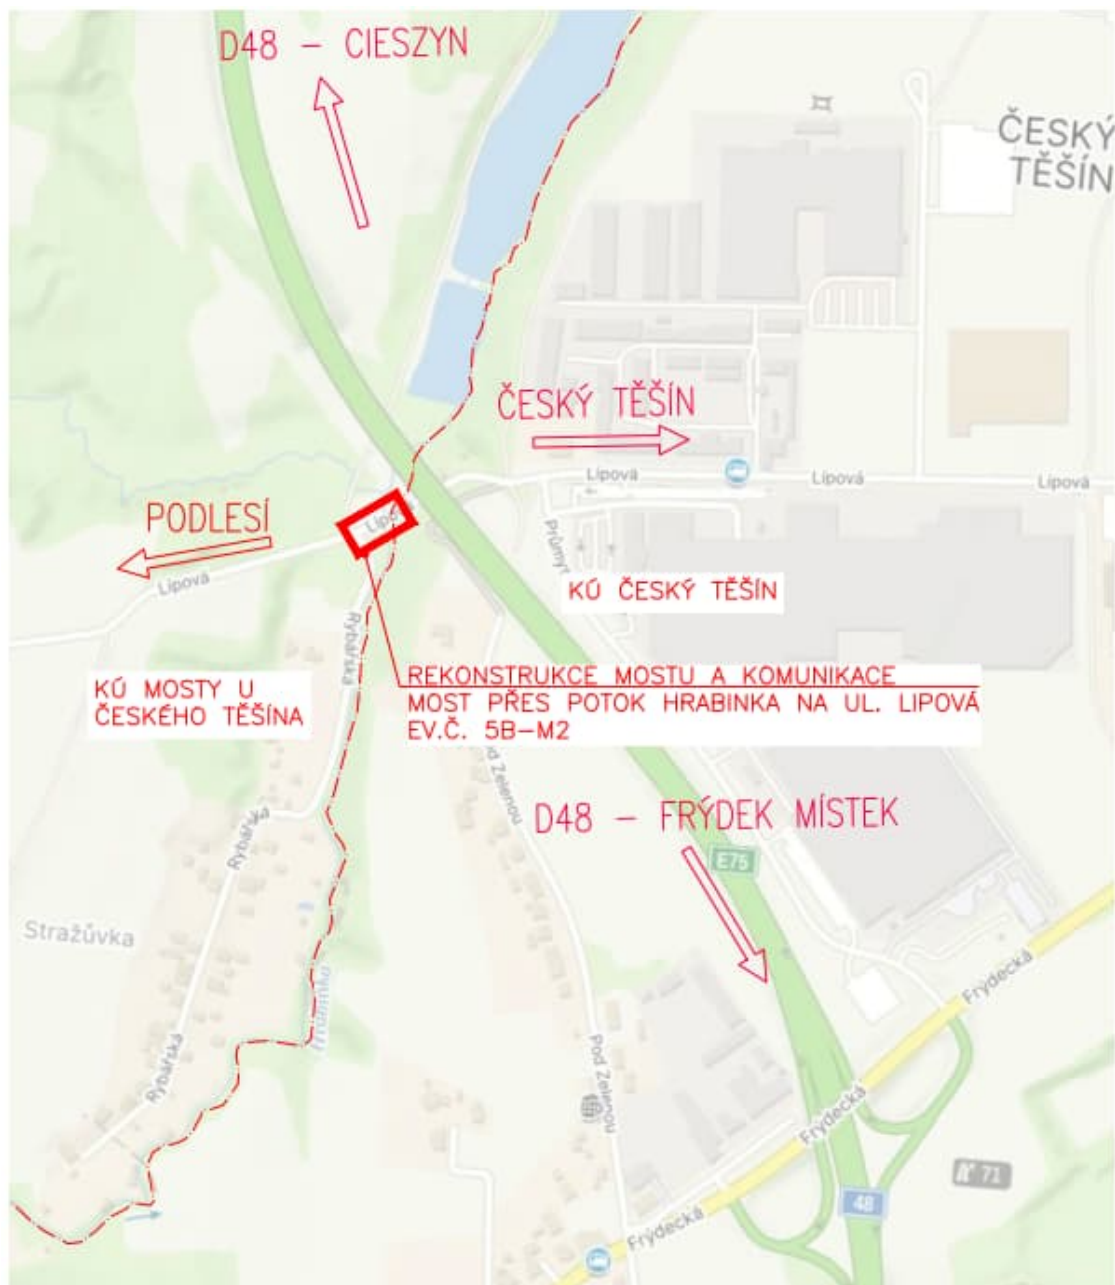 D48 - CIESZYN
ČESKÝ
TĚŠÍN
ČESKÝ TĚŠÍN
Lipová
Lipová
Lipová
PODLESÍ
Lipová
KÚ ČESKÝ TĚŠÍN
Rybářská
REKONSTRUKCE MOSTU A KOMUNIKACE
MOST PŘES POTOK HRABINKA NA UL. LIPOVÁ
EV.Č. 5B-M2
KÚ MOSTY U
ČESKÉHO TĚŠÍNA
Zelenou
D48 - FRÝDEK MÍSTEK
Rybářská
E75
Stražůvka
Frýdecká
Rybářská
Pod Zelenou
Frýdecká
71
48
Frýdecká